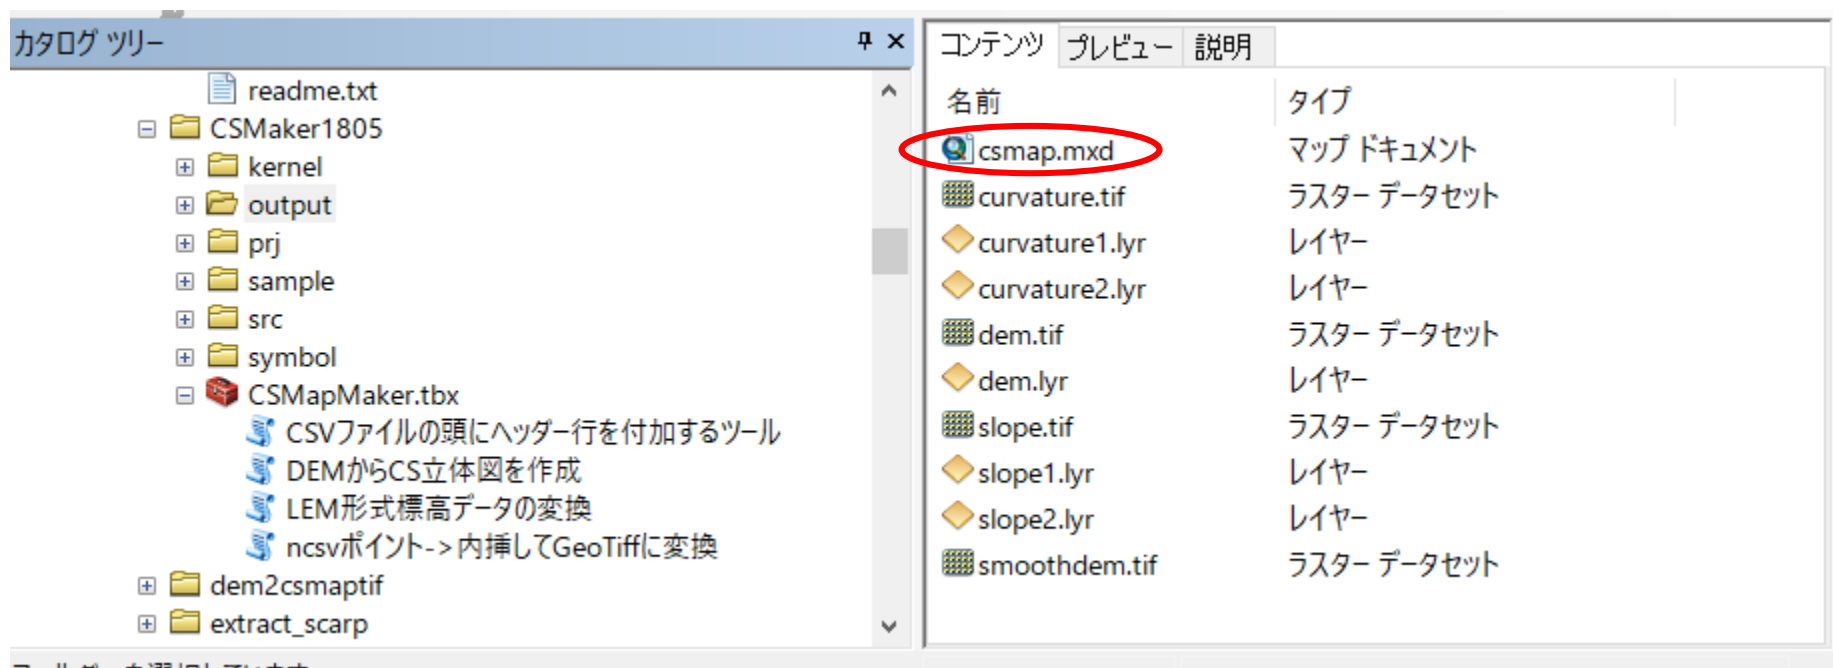 カタログ ツリー
readme.txt
CSMaker1805
kernel
output
prj
sample
src
symbol
CSMapMaker.tbx
CSVファイルの頭にヘッダー行を付加するツール
DEMからCS立体図を作成
LEM形式標高データの変換
ncsvポイント->内挿してGeoTiffに変換
dem2csmaptif
extract_scarp
コンテンツ プレビュー 説明
名前 タイプ
csmap.mxd マップ ドキュメント
curvature.tif ラスター データセット
curvature1.lyr レイヤー
curvature2.lyr レイヤー
dem.tif ラスター データセット
dem.lyr レイヤー
slope.tif ラスター データセット
slope1.lyr レイヤー
slope2.lyr レイヤー
smoothdem.tif ラスター データセット